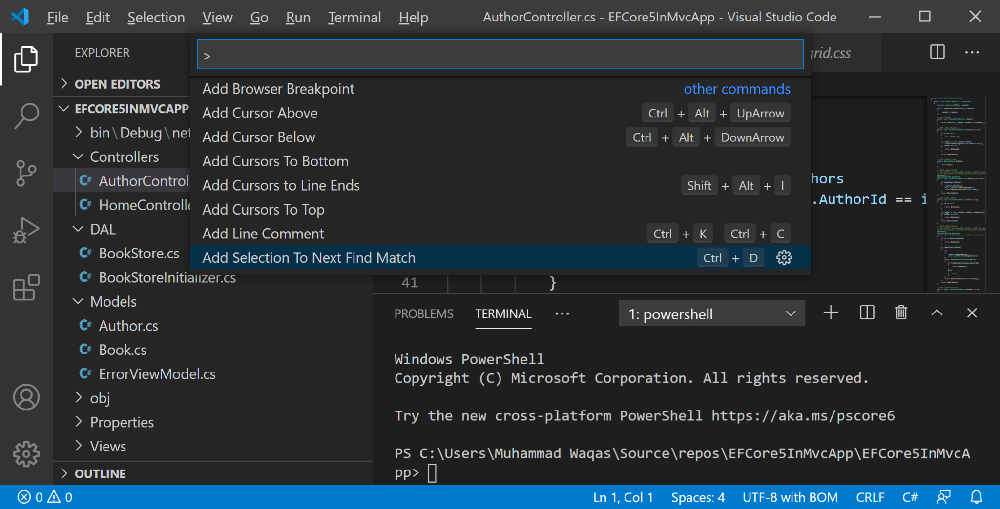 File Edit Selection View Go Run Terminal Help AuthorController.cs - EFCore5InMvcApp - Visual Studio Code
EXPLORER
OPEN EDITORS
EFCORE5INMVCAPP
bin\Debug\net
Controllers
C# AuthorControl
C# HomeControlle
DAL
C# BookStore.cs
C# BookStoreInitializer.cs
Models
C# Author.cs
C# Book.cs
C# ErrorViewModel.cs
obj
Properties
Views
OUTLINE
>
Add Browser Breakpoint other commands
Add Cursor Above Ctrl + Alt + UpArrow
Add Cursor Below Ctrl + Alt + DownArrow
Add Cursors To Bottom
Add Cursors to Line Ends Shift + Alt + I
Add Cursors To Top
Add Line Comment Ctrl + K Ctrl + C
Add Selection To Next Find Match Ctrl + D
grid.css
hors
.AuthorId == i
41 }
PROBLEMS TERMINAL ... 1: powershell
Windows PowerShell
Copyright (C) Microsoft Corporation. All rights reserved.
Try the new cross-platform PowerShell https://aka.ms/pscore6
PS C:\Users\Muhammad Waqas\Source\repos\EFCore5InMvcApp\EFCore5InMvcA
pp>
0 0 Ln 1, Col 1 Spaces: 4 UTF-8 with BOM CRLF C#